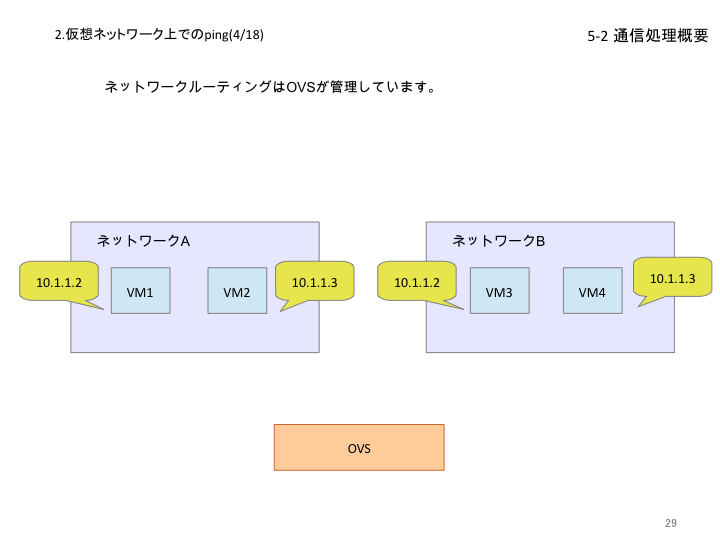 2.仮想ネットワーク上でのping(4/18)
5-2 通信処理概要
ネットワークルーティングはOVSが管理しています。
ネットワークA
ネットワークB
10.1.1.2
VM1
VM2
10.1.1.3
10.1.1.2
VM3
VM4
10.1.1.3
OVS
29